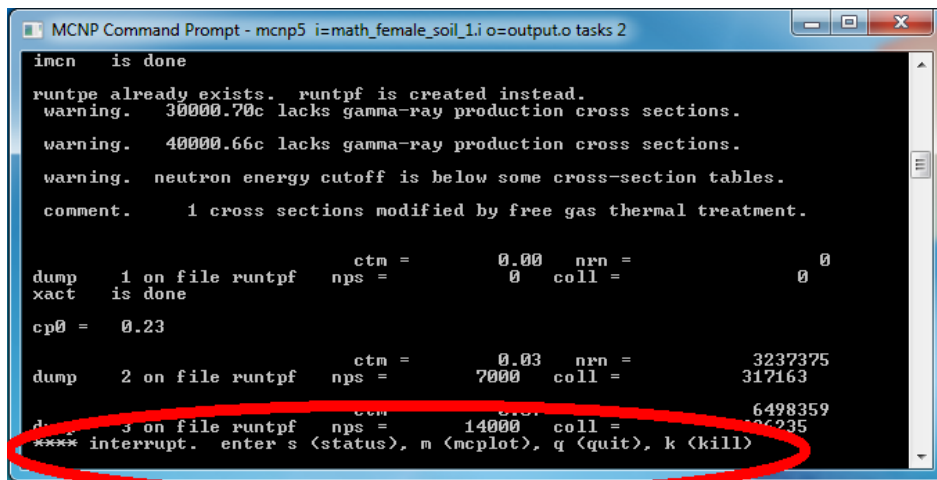 MCNP Command Prompt - mcnp5 i=math_female_soil_1.i o=output.o tasks 2
imcn is done
runtpe already exists. runtpf is created instead.
warning. 30000.70c lacks gamma-ray production cross sections.
warning. 40000.66c lacks gamma-ray production cross sections.
warning. neutron energy cutoff is below some cross-section tables.
comment. 1 cross sections modified by free gas thermal treatment.
ctm = 0.00 nrn = 0
dump 1 on file runtpf nps = 0 coll = 0
xact is done
cp0 = 0.23
ctm = 0.03 nrn = 3237375
dump 2 on file runtpf nps = 7000 coll = 317163
6498359
3 on file runtpf nps = 14000 coll =
**** interrupt. enter s (status), m (mcplot), q (quit), k (kill)